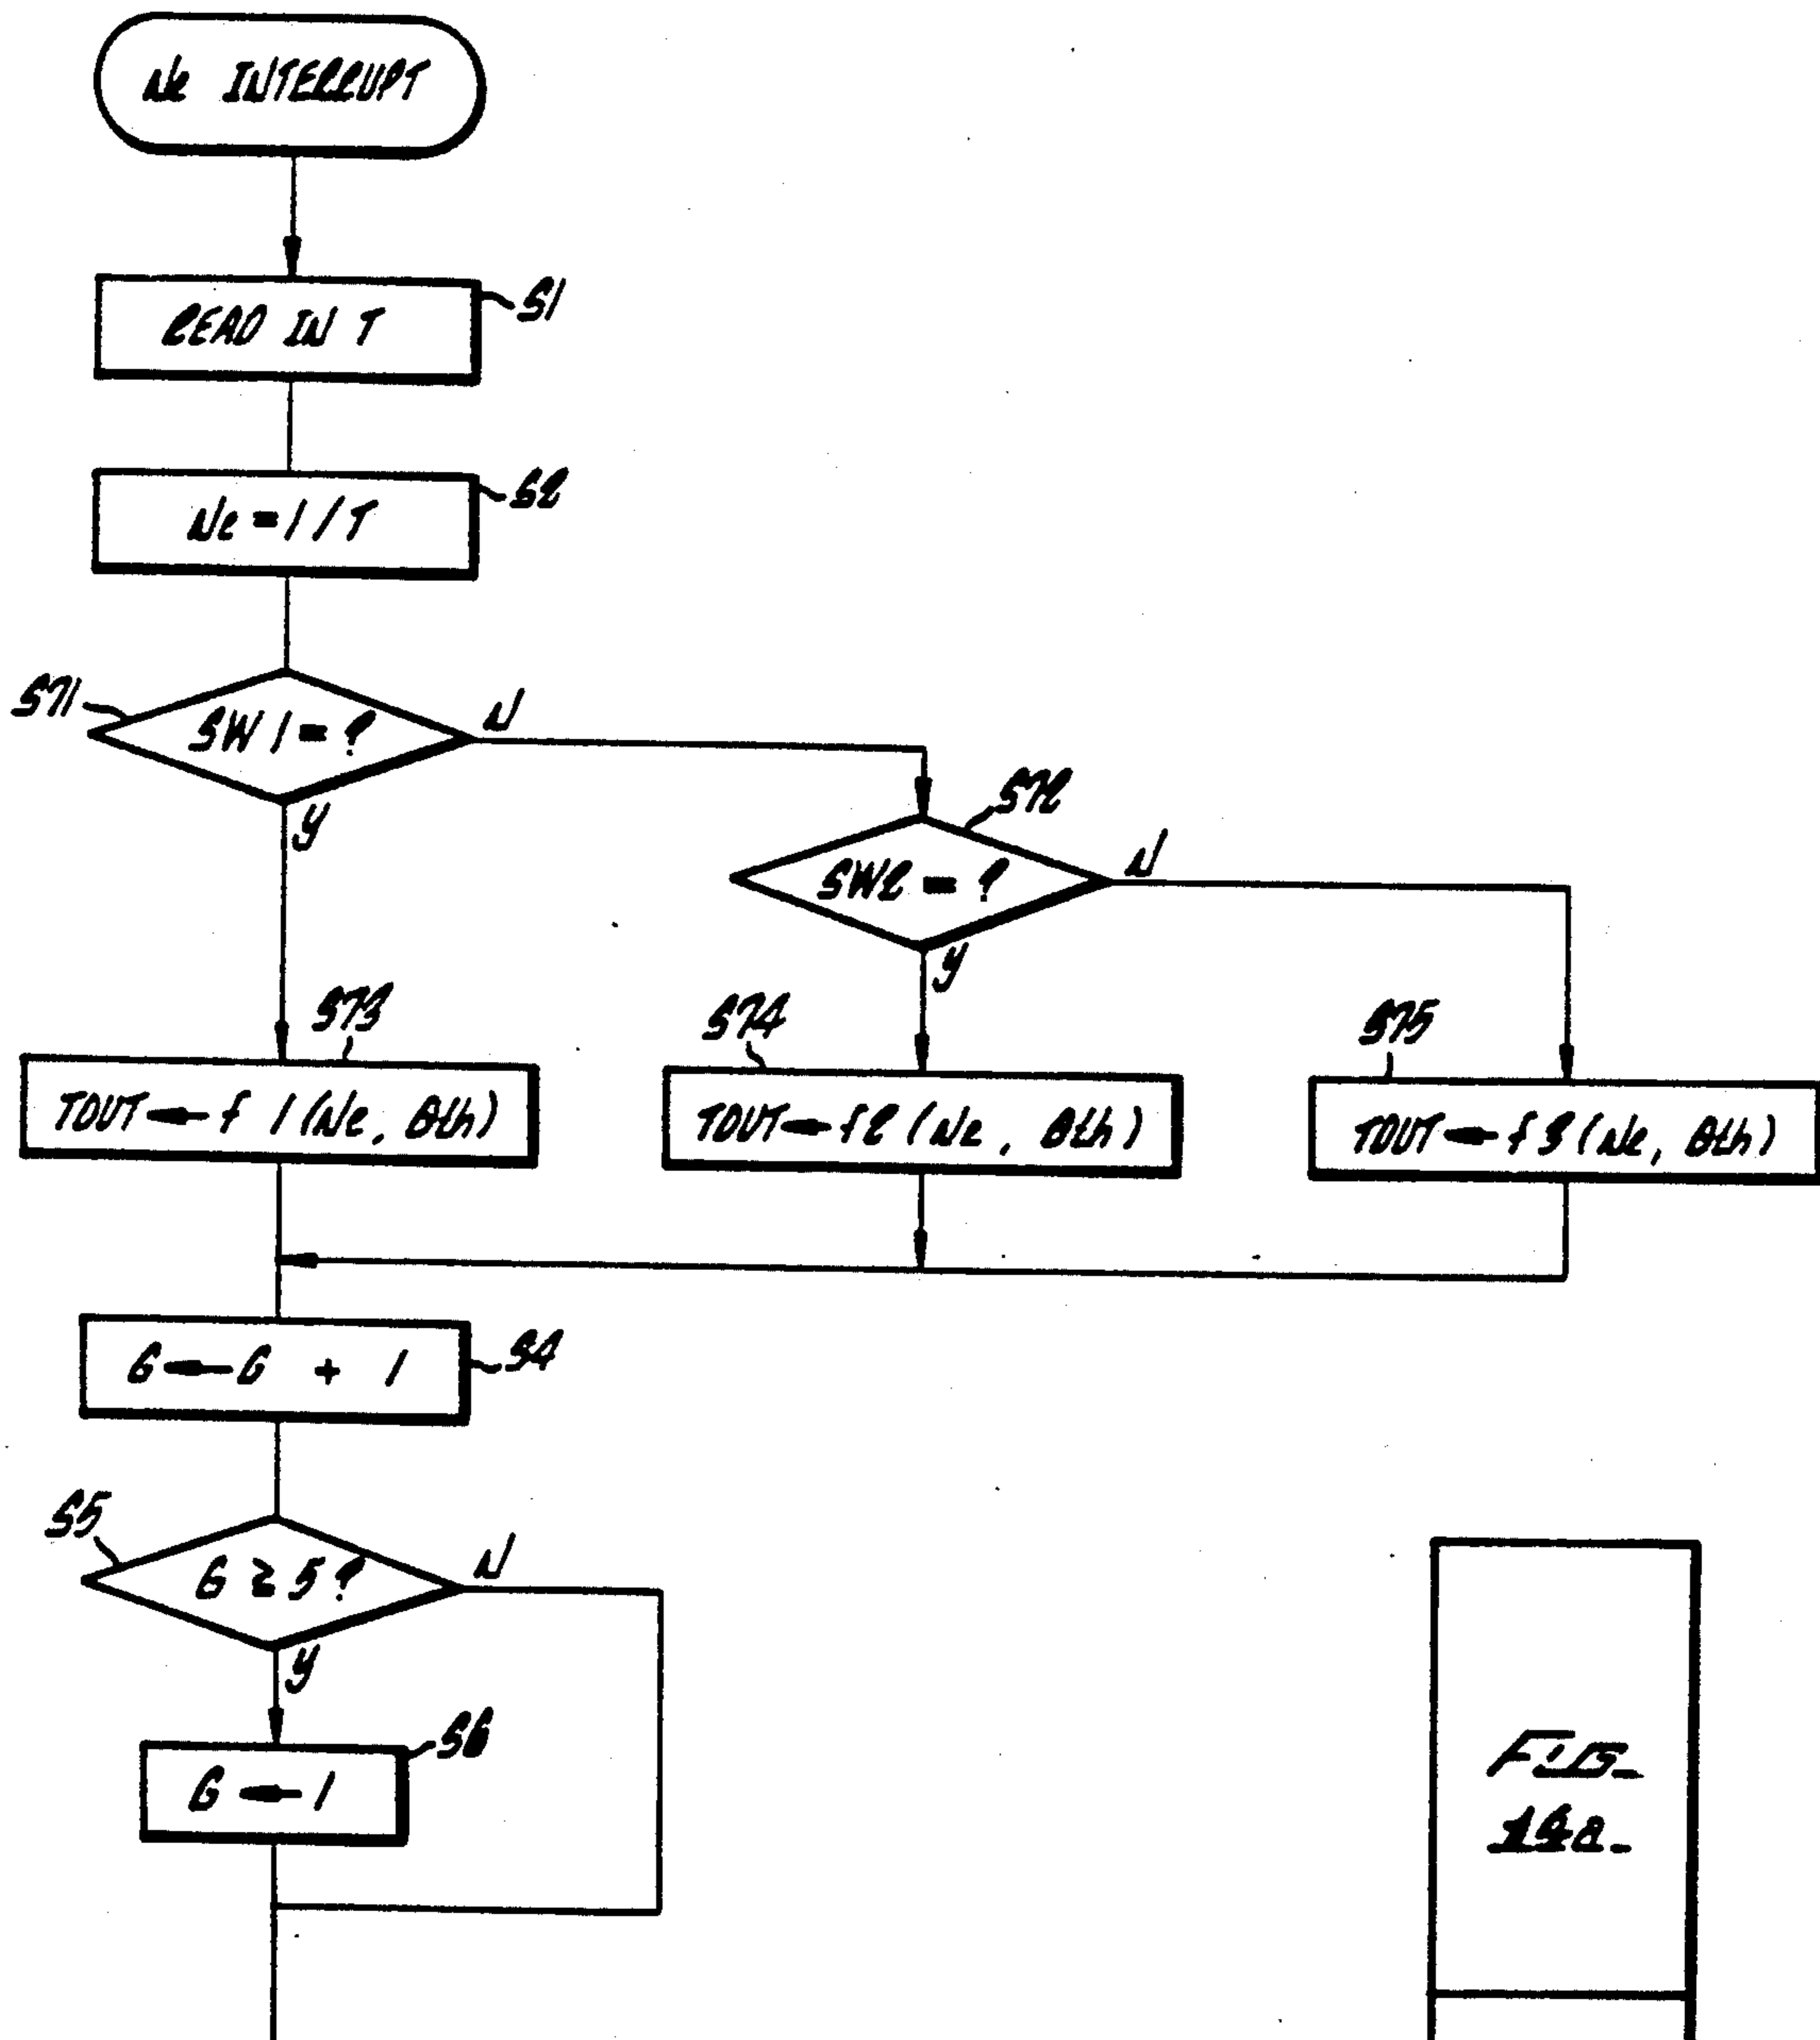 Ne INTERRUPT
READ IN T
S1
Ne = 1/T
S2
S71
SW1 = ?
N
Y
S72
SW2 = ?
N
Y
S73
TOUT ← f1 (Ne, θth)
S74
TOUT ← f2 (Ne, θth)
S75
TOUT ← f3 (Ne, θth)
G ← G + 1
S4
S5
G ≥ 5?
N
Y
S6
G ← 1
FIG.
14a.